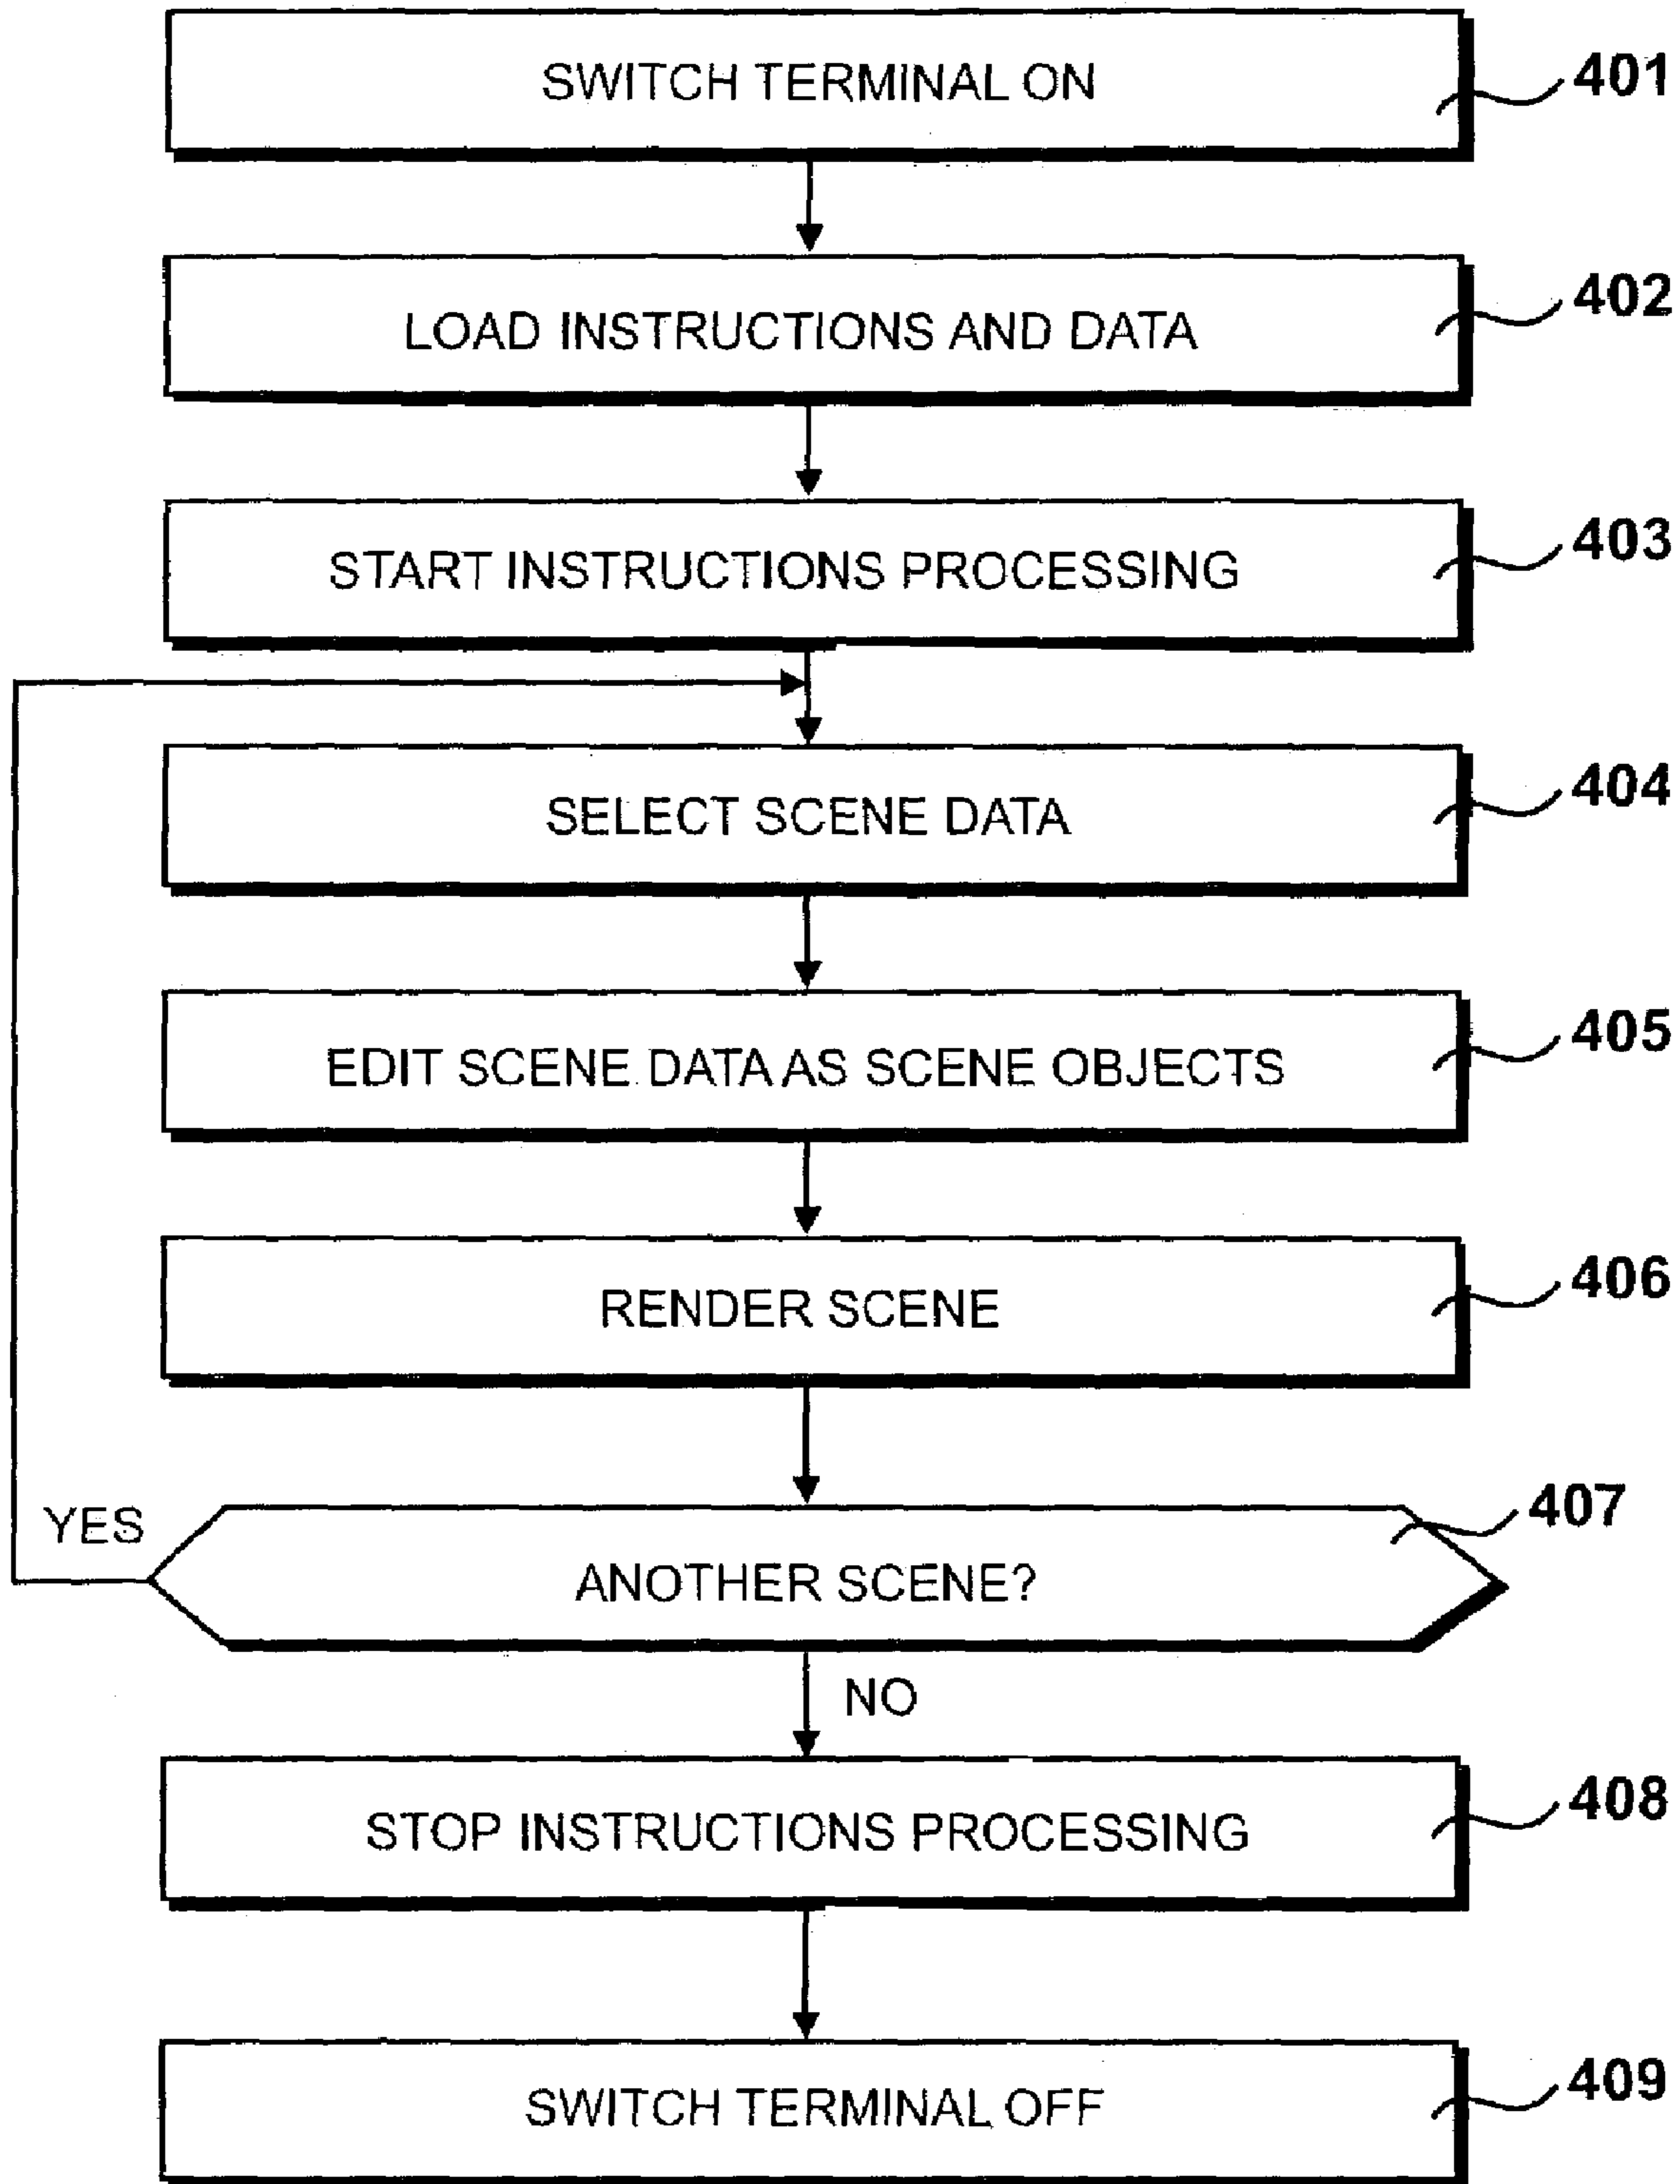 SWITCH TERMINAL ON
401
LOAD INSTRUCTIONS AND DATA
402
START INSTRUCTIONS PROCESSING
403
SELECT SCENE DATA
404
EDIT SCENE DATA AS SCENE OBJECTS
405
RENDER SCENE
406
YES
ANOTHER SCENE?
407
NO
STOP INSTRUCTIONS PROCESSING
408
SWITCH TERMINAL OFF
409